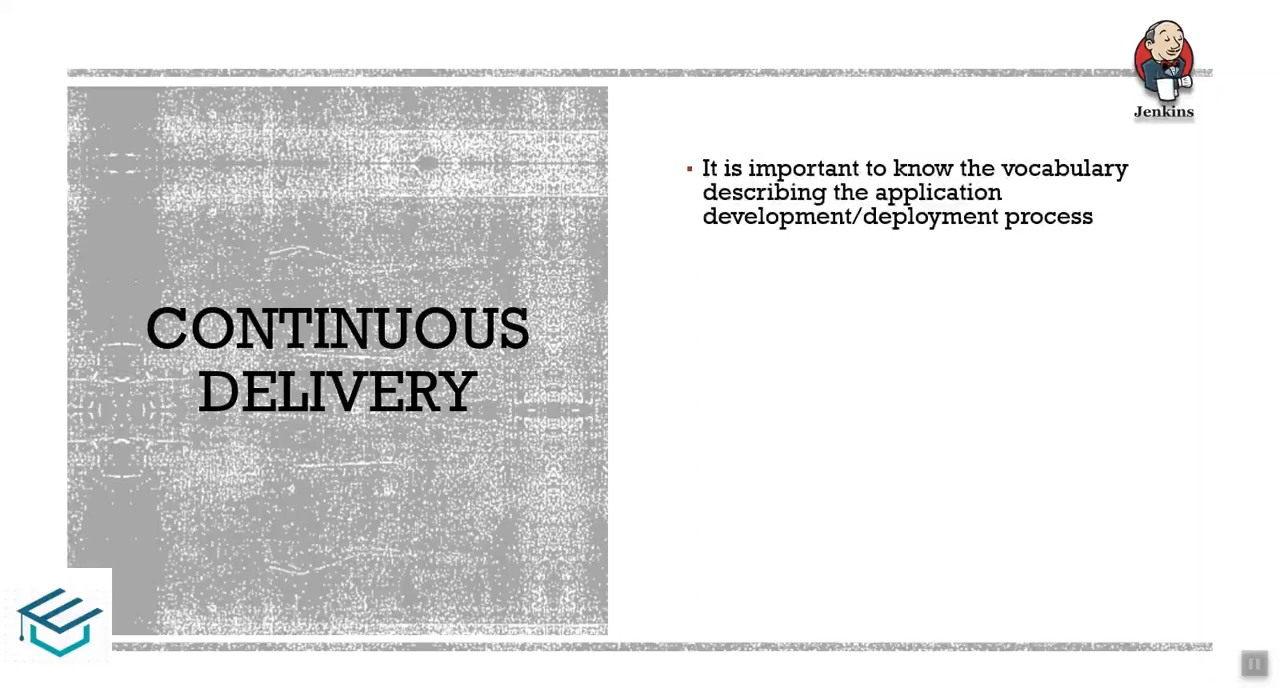 Jenkins
It is important to know the vocabulary
describing the application
development/deployment process
CONTINUOUS
DELIVERY